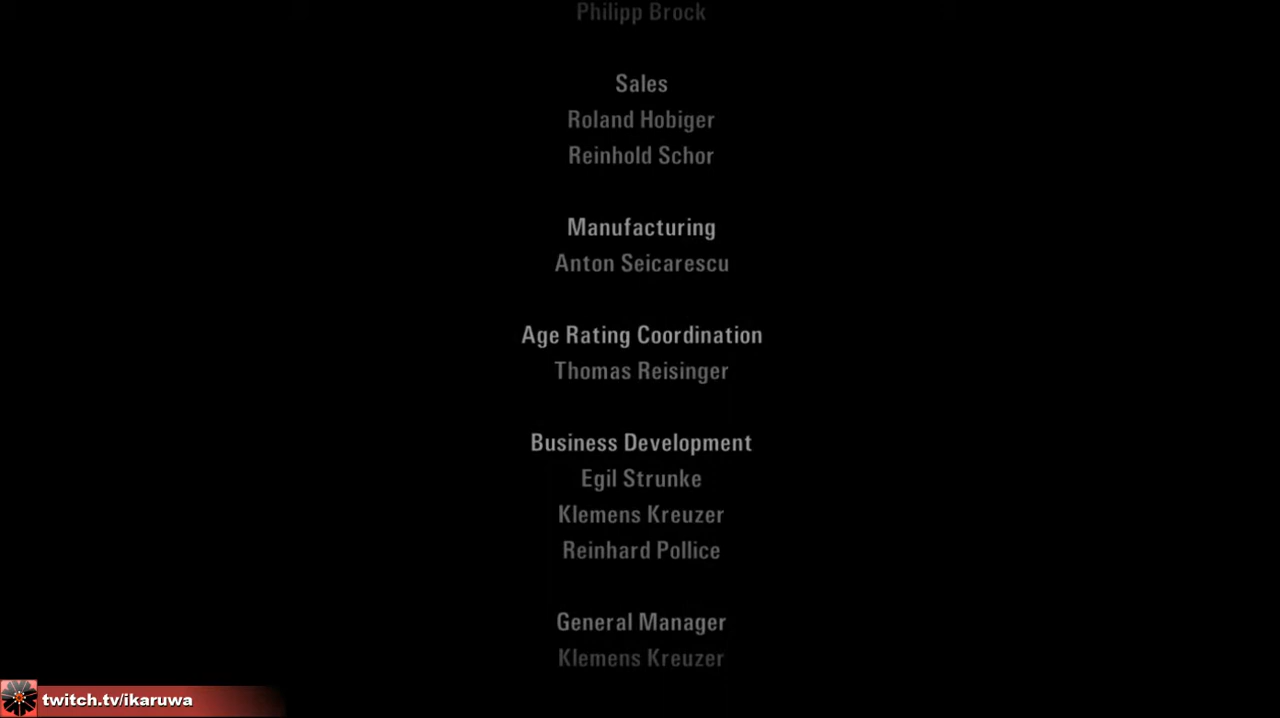 Philipp Brock
Sales
Roland Hobiger
Reinhold Schor
Manufacturing
Anton Seicarescu
Age Rating Coordination
Thomas Reisinger
Business Development
Egil Strunke
Klemens Kreuzer
Reinhard Pollice
General Manager
Klemens Kreuzer
twitch.tv/ikaruwa